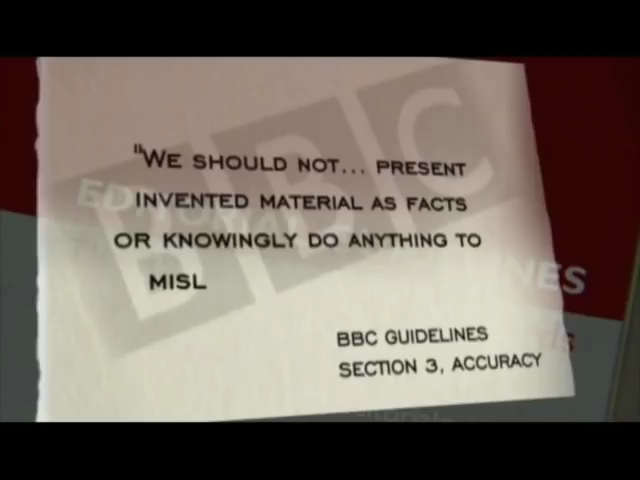 "WE SHOULD NOT... PRESENT
INVENTED MATERIAL AS FACTS
OR KNOWINGLY DO ANYTHING TO
MISL
BBC GUIDELINES
SECTION 3, ACCURACY
BBC